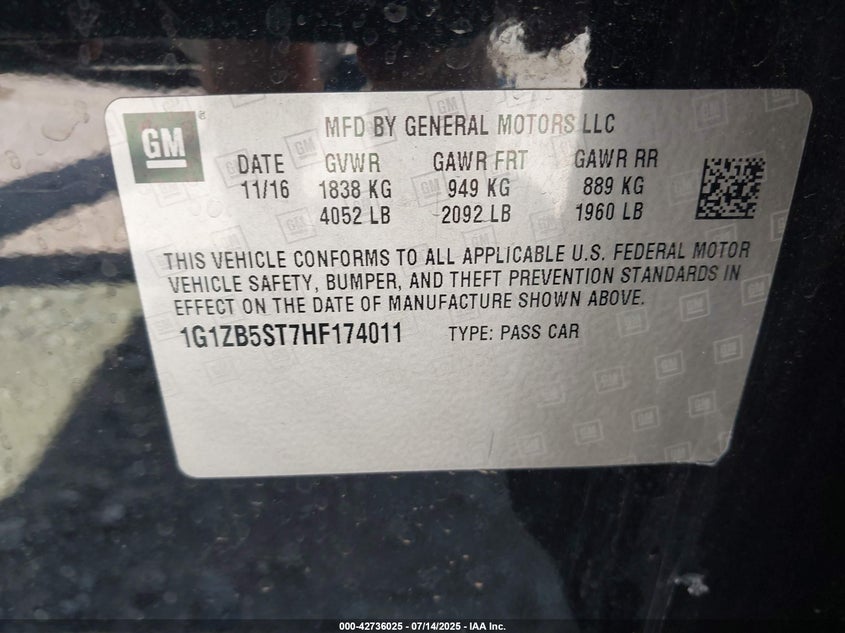 GM
MFD BY GENERAL MOTORS LLC
DATE GVWR GAWR FRT GAWR RR
11/16 1838 KG 949 KG 889 KG
4052 LB 2092 LB 1960 LB
THIS VEHICLE CONFORMS TO ALL APPLICABLE U.S. FEDERAL MOTOR
VEHICLE SAFETY, BUMPER, AND THEFT PREVENTION STANDARDS IN
EFFECT ON THE DATE OF MANUFACTURE SHOWN ABOVE.
1G1ZB5ST7HF174011 TYPE: PASS CAR
000-42736025 - 07/14/2025 - IAA Inc.